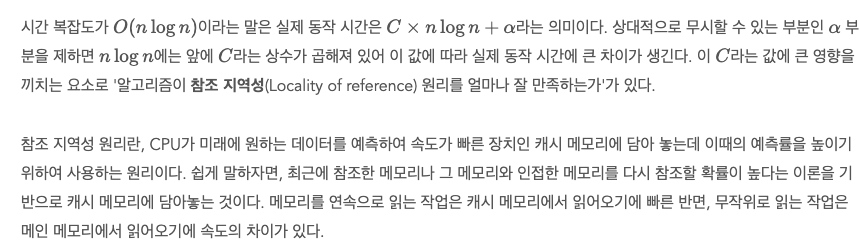 시간 복잡도가 O(n log n)이라는 말은 실제 동작 시간은 C × n log n + α라는 의미이다. 상대적으로 무시할 수 있는 부분인 α 부
분을 제하면 n log n에는 앞에 C라는 상수가 곱해져 있어 이 값에 따라 실제 동작 시간에 큰 차이가 생긴다. 이 C라는 값에 큰 영향을
끼치는 요소로 '알고리즘이 참조 지역성(Locality of reference) 원리를 얼마나 잘 만족하는가'가 있다.
참조 지역성 원리란, CPU가 미래에 원하는 데이터를 예측하여 속도가 빠른 장치인 캐시 메모리에 담아 놓는데 이때의 예측률을 높이기
위하여 사용하는 원리이다. 쉽게 말하자면, 최근에 참조한 메모리나 그 메모리와 인접한 메모리를 다시 참조할 확률이 높다는 이론을 기
반으로 캐시 메모리에 담아놓는 것이다. 메모리를 연속으로 읽는 작업은 캐시 메모리에서 읽어오기에 빠른 반면, 무작위로 읽는 작업은
메인 메모리에서 읽어오기에 속도의 차이가 있다.